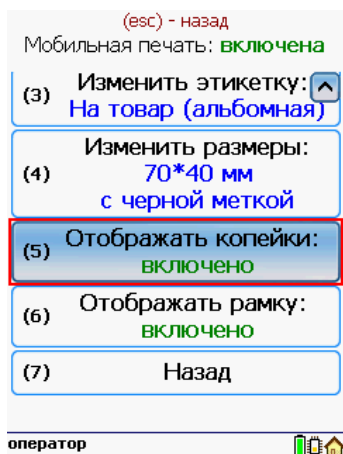 (esc) - назад
Мобильная печать: включена
(3) Изменить этикетку:
На товар (альбомная)
(4) Изменить размеры:
70*40 мм
с черной меткой
(5) Отображать копейки:
включено
(6) Отображать рамку:
включено
(7) Назад
оператор